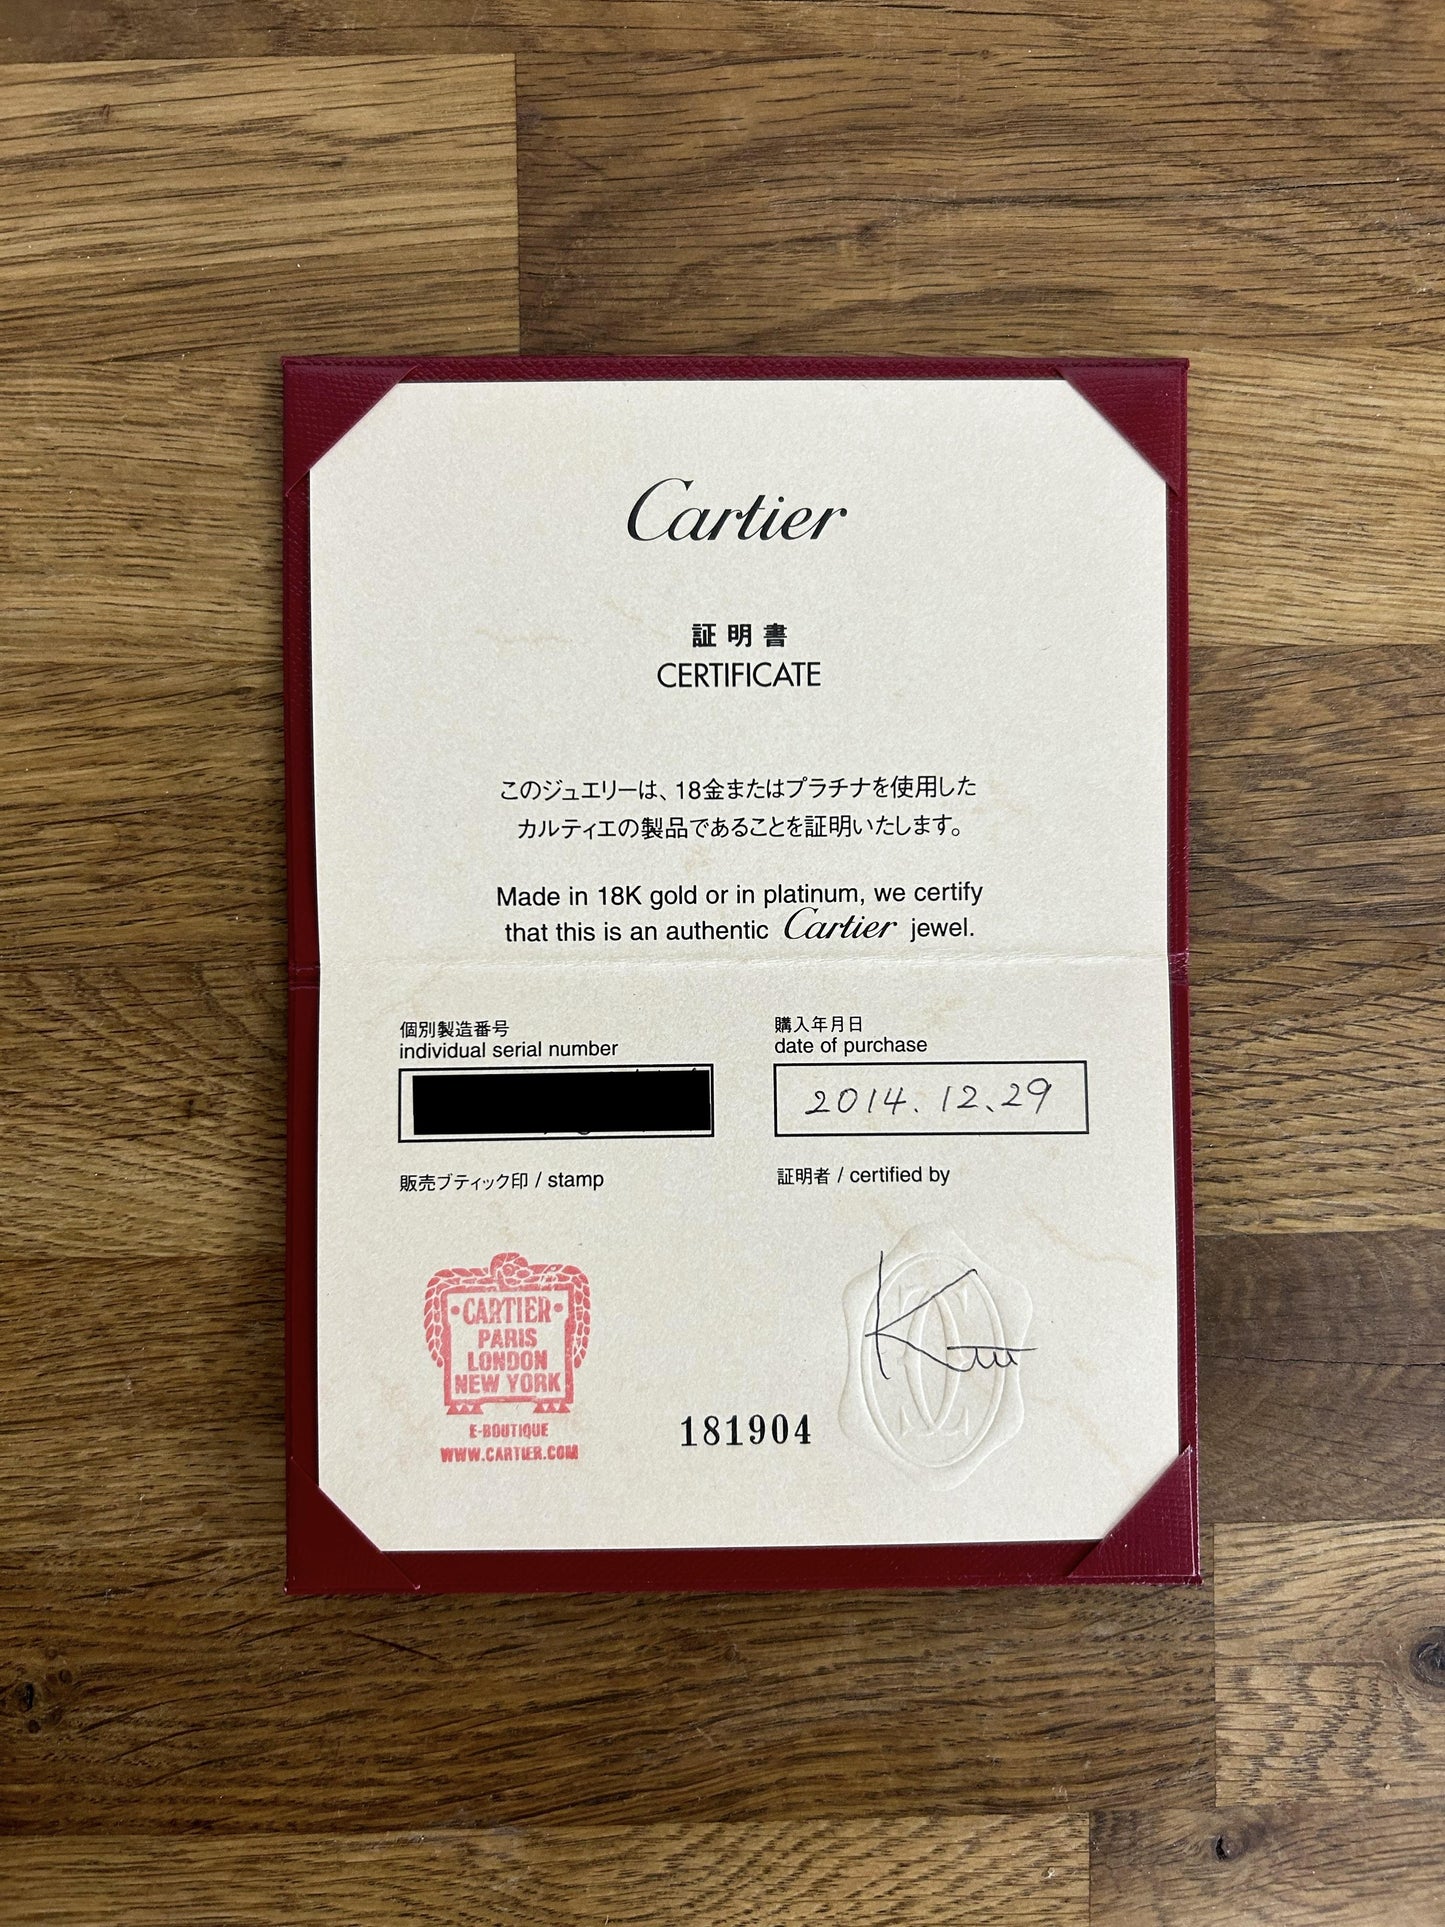 Cartier
証明書
CERTIFICATE
このジュエリーは、18金またはプラチナを使用した
カルティエの製品であることを証明いたします。
Made in 18K gold or in platinum, we certify
that this is an authentic Cartier jewel.
個別製造番号
individual serial number
購入年月日
date of purchase
2014.12.29
販売ブティック印 / stamp
証明者 / certified by
·CARTIER·
PARIS
LONDON
NEW YORK
E-BOUTIQUE
WWW.CARTIER.COM
181904